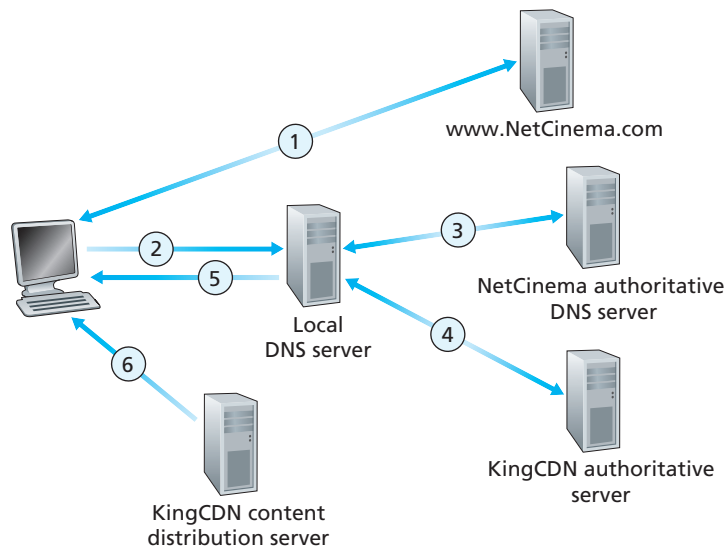 www.NetCinema.com
1
2
3
NetCinema authoritative
DNS server
5
Local
DNS server
4
6
KingCDN authoritative
server
KingCDN content
distribution server